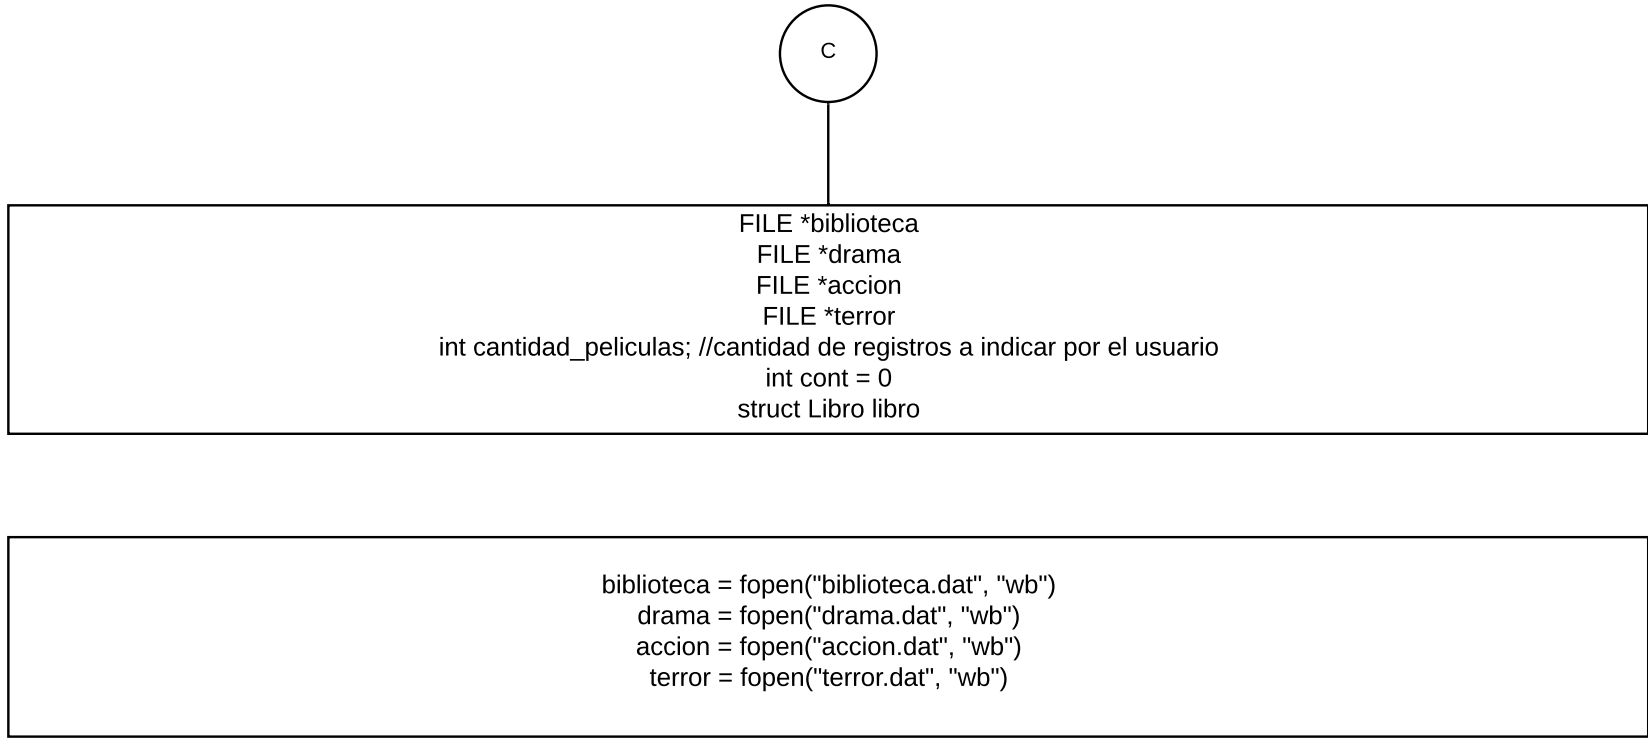 C
FILE *biblioteca
FILE *drama
FILE *accion
FILE *terror
int cantidad_peliculas; //cantidad de registros a indicar por el usuario
int cont = 0
struct Libro libro
biblioteca = fopen("biblioteca.dat", "wb")
drama = fopen("drama.dat", "wb")
accion = fopen("accion.dat", "wb")
terror = fopen("terror.dat", "wb")